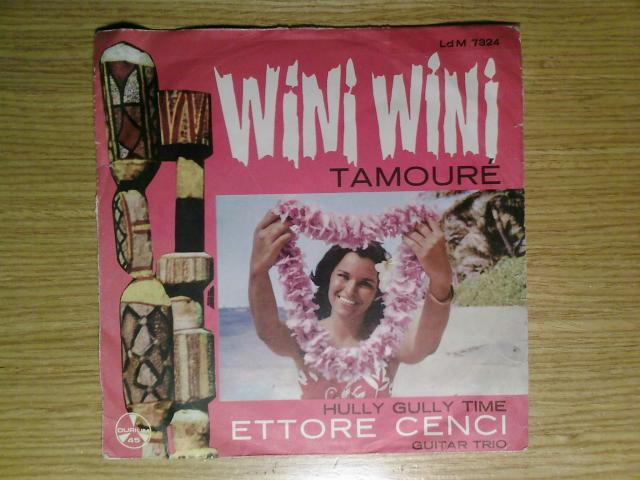 LdM 7324
WiNi WiNi
TAMOURÉ
HULLY GULLY TIME
ETTORE CENCI
GUITAR TRIO
DURIUM
45